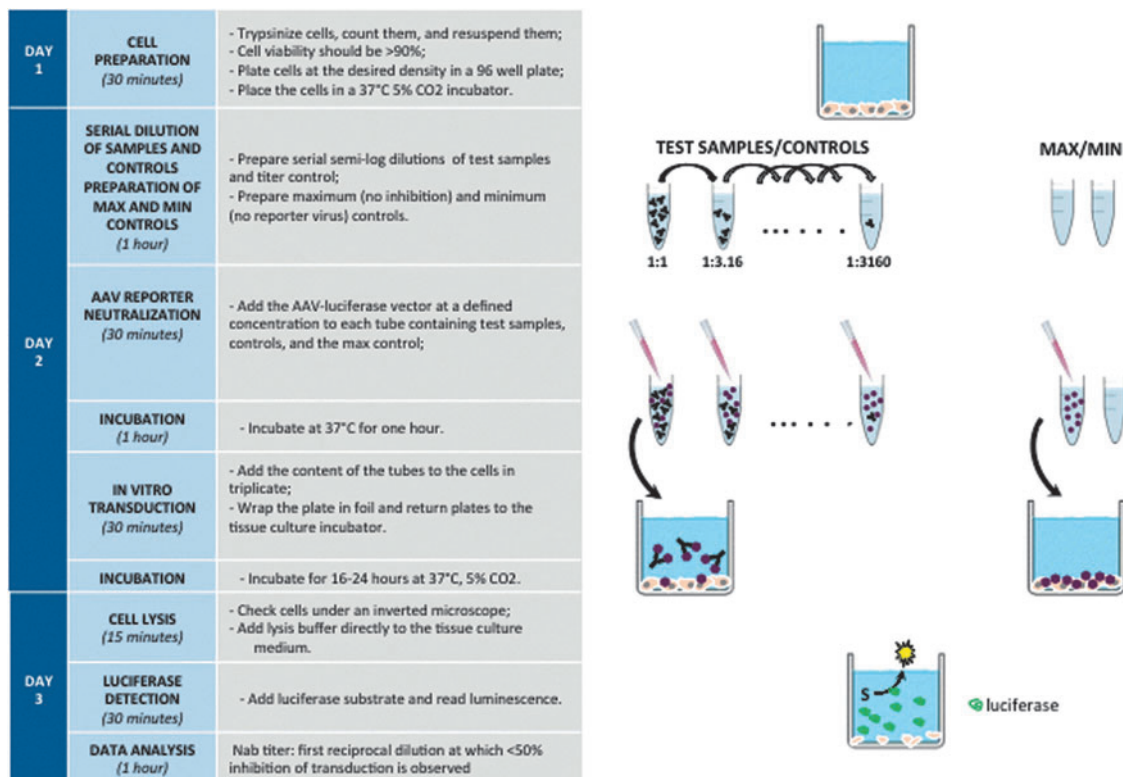 DAY
1
CELL
PREPARATION
(30 minutes)
- Trypsinize cells, count them, and resuspend them;
- Cell viability should be >90%;
- Plate cells at the desired density in a 96 well plate;
- Place the cells in a 37°C 5% CO2 incubator.
DAY
2
SERIAL DILUTION
OF SAMPLES AND
CONTROLS
PREPARATION OF
MAX AND MIN
CONTROLS
(1 hour)
- Prepare serial semi-log dilutions of test samples
and titer control;
- Prepare maximum (no inhibition) and minimum
(no reporter virus) controls.
TEST SAMPLES/CONTROLS
MAX/MIN
1:1
1:3.16
1:3160
AAV REPORTER
NEUTRALIZATION
(30 minutes)
- Add the AAV-luciferase vector at a defined
concentration to each tube containing test samples,
controls, and the max control;
INCUBATION
(1 hour)
- Incubate at 37°C for one hour.
IN VITRO
TRANSDUCTION
(30 minutes)
- Add the content of the tubes to the cells in
triplicate;
- Wrap the plate in foil and return plates to the
tissue culture incubator.
INCUBATION
- Incubate for 16-24 hours at 37°C, 5% CO2.
DAY
3
CELL LYSIS
(15 minutes)
- Check cells under an inverted microscope;
- Add lysis buffer directly to the tissue culture
medium.
LUCIFERASE
DETECTION
(30 minutes)
- Add luciferase substrate and read luminescence.
S
luciferase
DATA ANALYSIS
(1 hour)
Nab titer: first reciprocal dilution at which <50%
inhibition of transduction is observed